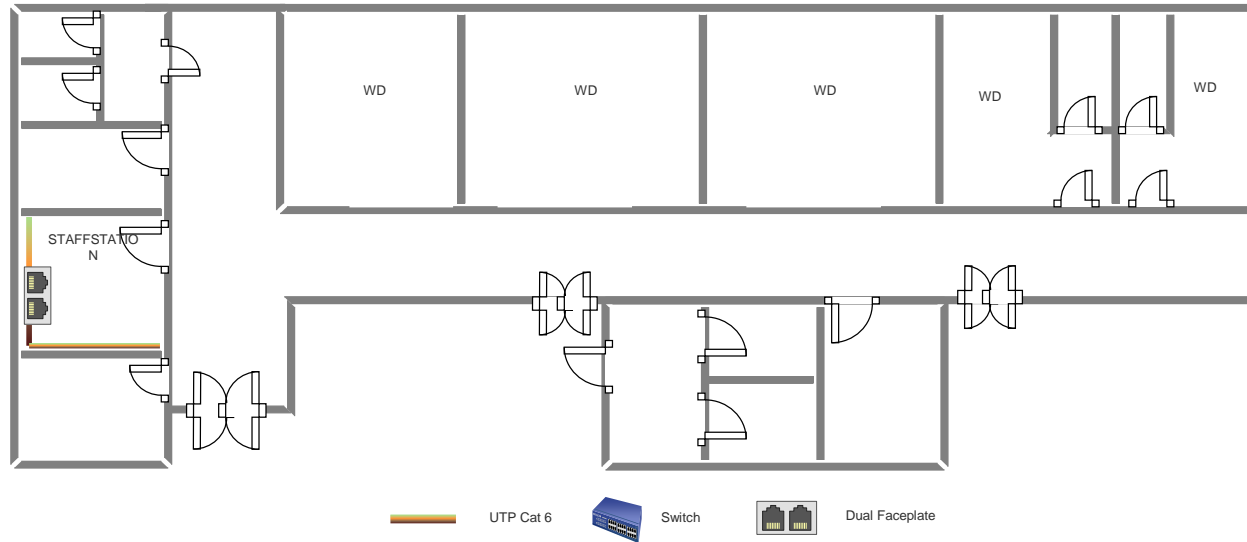 WD
WD
WD
WD
WD
STAFFSTATIO
N
UTP Cat 6
Switch
Dual Faceplate